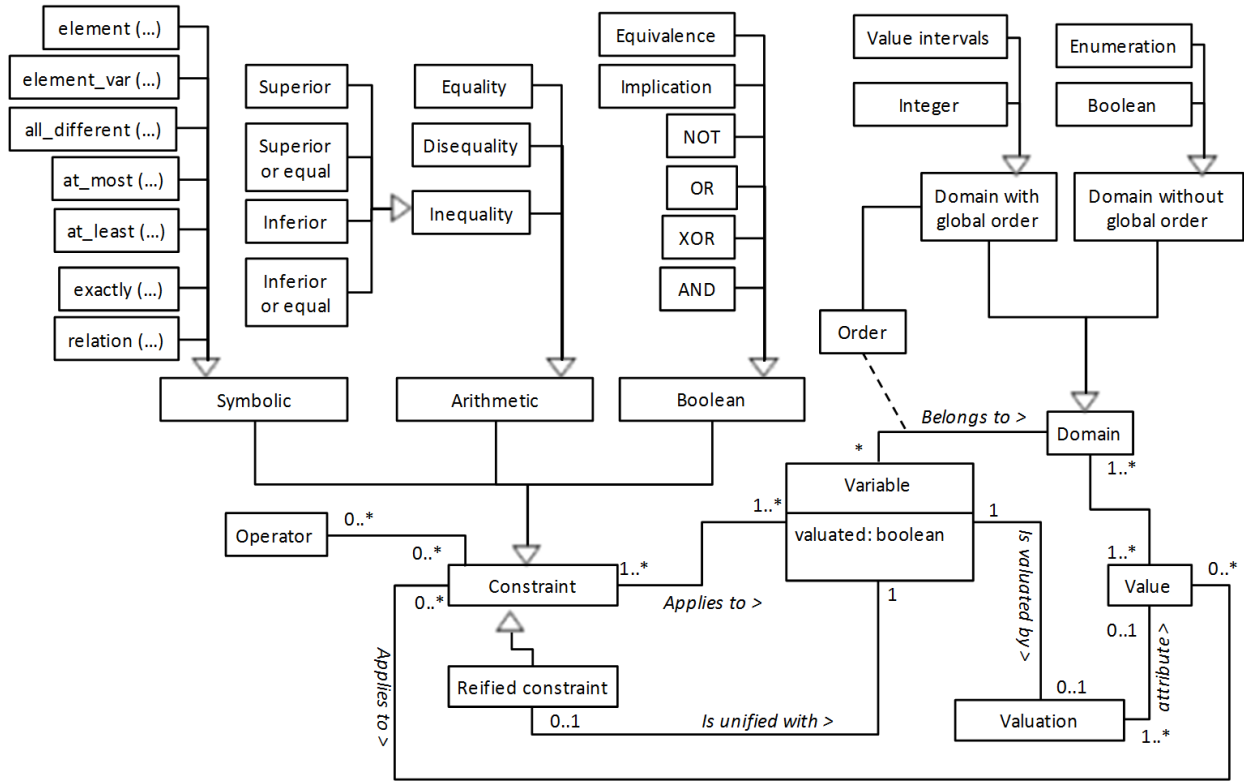 element (...)
element_var (...)
all_different (...)
at_most (...)
at_least (...)
exactly (...)
relation (...)
Superior
Superior
or equal
Inferior
Inferior
or equal
Equality
Disequality
Inequality
Equivalence
Implication
NOT
OR
XOR
AND
Value intervals
Integer
Enumeration
Boolean
Domain with
global order
Domain without
global order
Order
Symbolic
Arithmetic
Boolean
Belongs to >
Domain
*
1..*
Variable
valuated: boolean
1..*
1
1
Operator
0..*
0..*
Constraint
0..*
1..*
Applies to >
Is valuated by >
1..*
Value
0..*
0..1
attribute >
Applies to >
Reified constraint
0..1
Is unified with >
0..1
Valuation
1..*